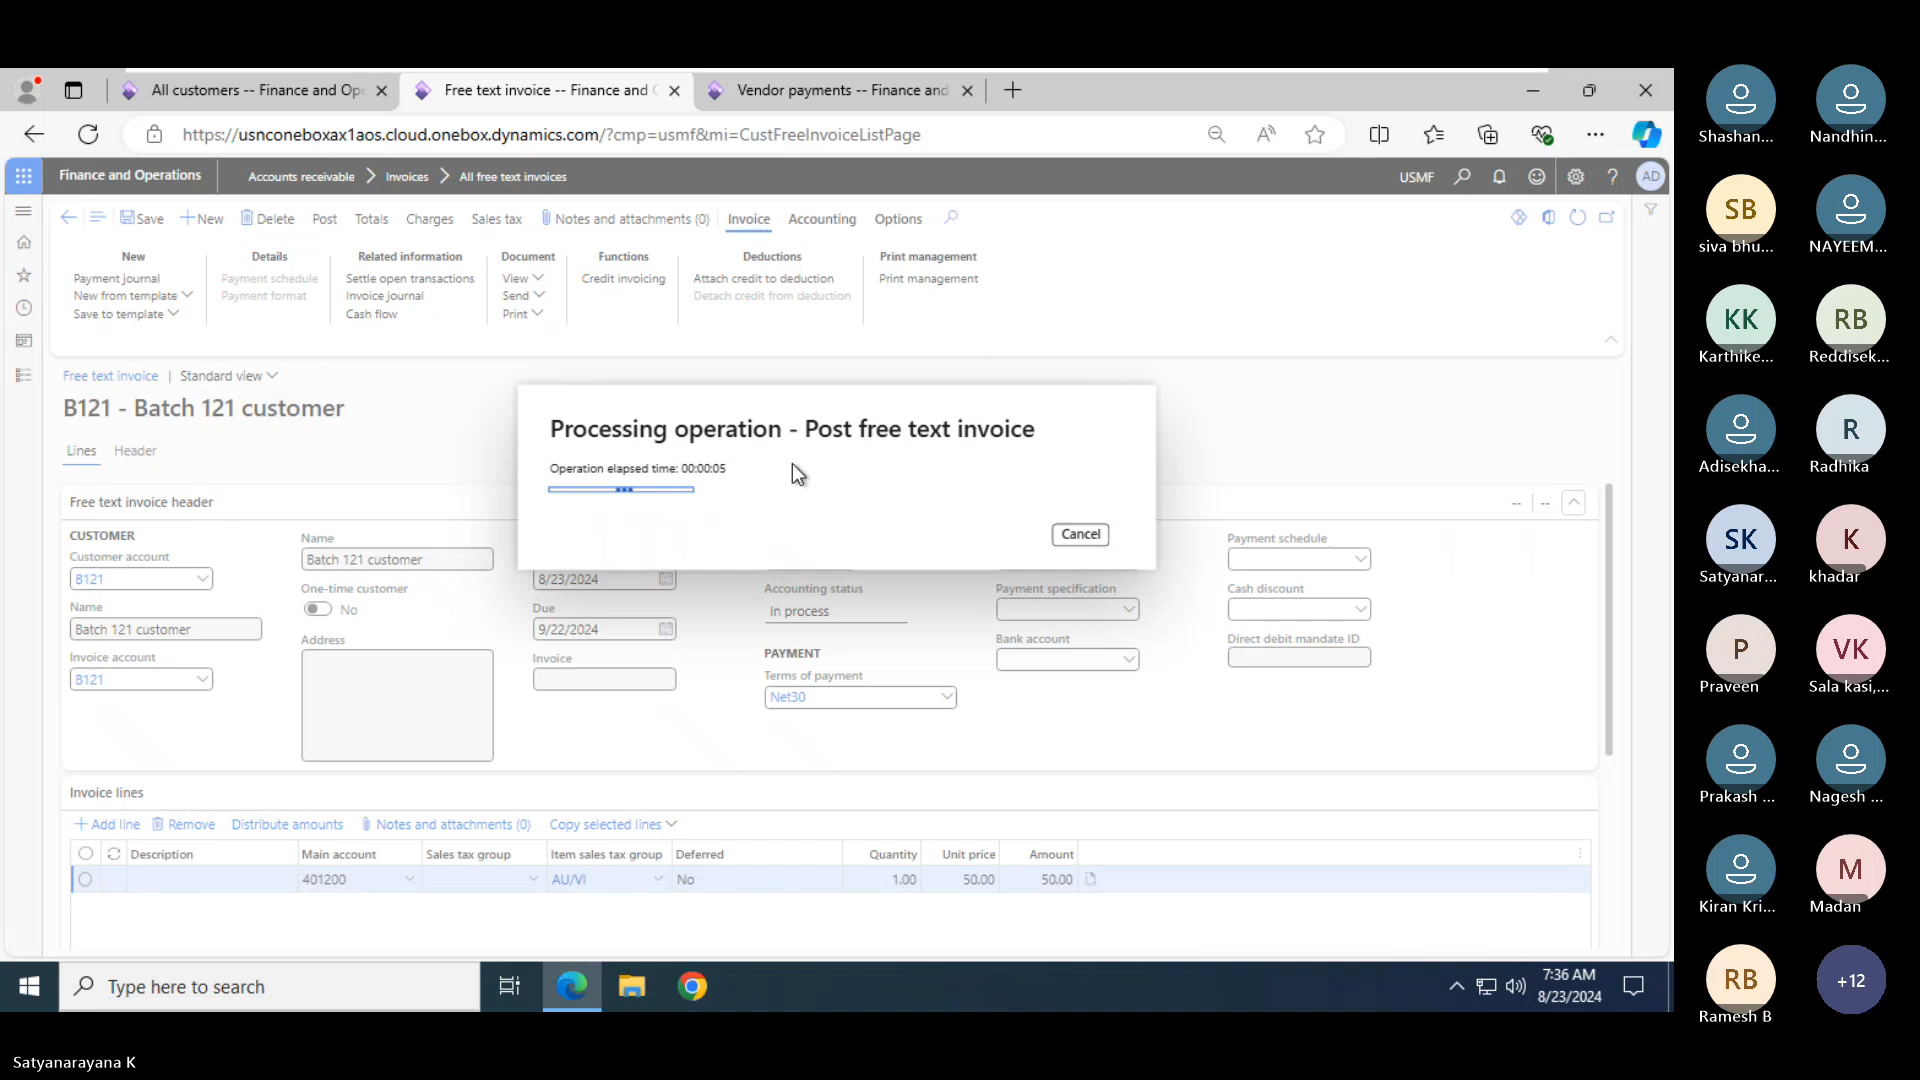 All customers -- Finance and Ope
Free text invoice -- Finance and O
Vendor payments -- Finance and
https://usnconeboxax1aos.cloud.onebox.dynamics.com/?cmp=usmf&mi=CustFreeInvoiceListPage
Finance and Operations
Accounts receivable > Invoices > All free text invoices
USMF
?
AD
Save
New
Delete
Post
Totals
Charges
Sales tax
Notes and attachments (0)
Invoice
Accounting
Options
New
Payment journal
New from template
Save to template
Details
Payment schedule
Payment format
Related information
Settle open transactions
Invoice journal
Cash flow
Document
View
Send
Print
Functions
Credit invoicing
Deductions
Attach credit to deduction
Detach credit from deduction
Print management
Print management
Free text invoice | Standard view
B121 - Batch 121 customer
Lines
Header
Processing operation - Post free text invoice
Operation elapsed time: 00:00:05
Cancel
Free text invoice header
-- | --
CUSTOMER
Customer account
B121
Name
Batch 121 customer
Invoice account
B121
Name
Batch 121 customer
One-time customer
No
Address
8/23/2024
Due
9/22/2024
Invoice
Accounting status
In process
PAYMENT
Terms of payment
Net30
Payment specification
Bank account
Payment schedule
Cash discount
Direct debit mandate ID
Invoice lines
Add line
Remove
Distribute amounts
Notes and attachments (0)
Copy selected lines
Description
Main account
Sales tax group
Item sales tax group
Deferred
Quantity
Unit price
Amount
401200
AU/VI
No
1.00
50.00
50.00
Type here to search
7:36 AM
8/23/2024
Shashan...
Nandhin...
SB
siva bhu...
NAYEEM...
KK
Karthike...
RB
Reddisek...
Adisekha...
R
Radhika
SK
Satyanar...
K
khadar
P
Praveen
VK
Sala kasi,...
Prakash ...
Nagesh ...
Kiran Kri...
M
Madan
RB
Ramesh B
+12
Satyanarayana K